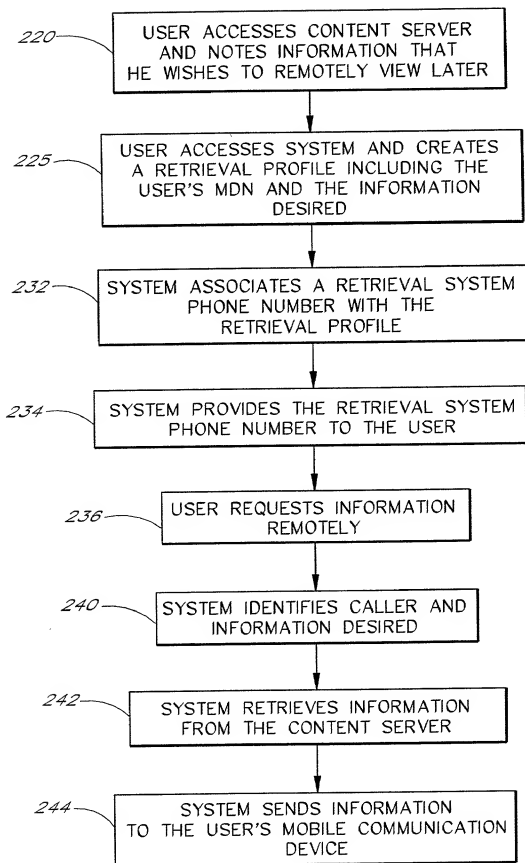 220
USER ACCESSES CONTENT SERVER
AND NOTES INFORMATION THAT
HE WISHES TO REMOTELY VIEW LATER
225
USER ACCESSES SYSTEM AND CREATES
A RETRIEVAL PROFILE INCLUDING THE
USER'S MDN AND THE INFORMATION
DESIRED
232
SYSTEM ASSOCIATES A RETRIEVAL SYSTEM
PHONE NUMBER WITH THE
RETRIEVAL PROFILE
234
SYSTEM PROVIDES THE RETRIEVAL SYSTEM
PHONE NUMBER TO THE USER
236
USER REQUESTS INFORMATION
REMOTELY
240
SYSTEM IDENTIFIES CALLER AND
INFORMATION DESIRED
242
SYSTEM RETRIEVES INFORMATION
FROM THE CONTENT SERVER
244
SYSTEM SENDS INFORMATION
TO THE USER'S MOBILE COMMUNICATION
DEVICE